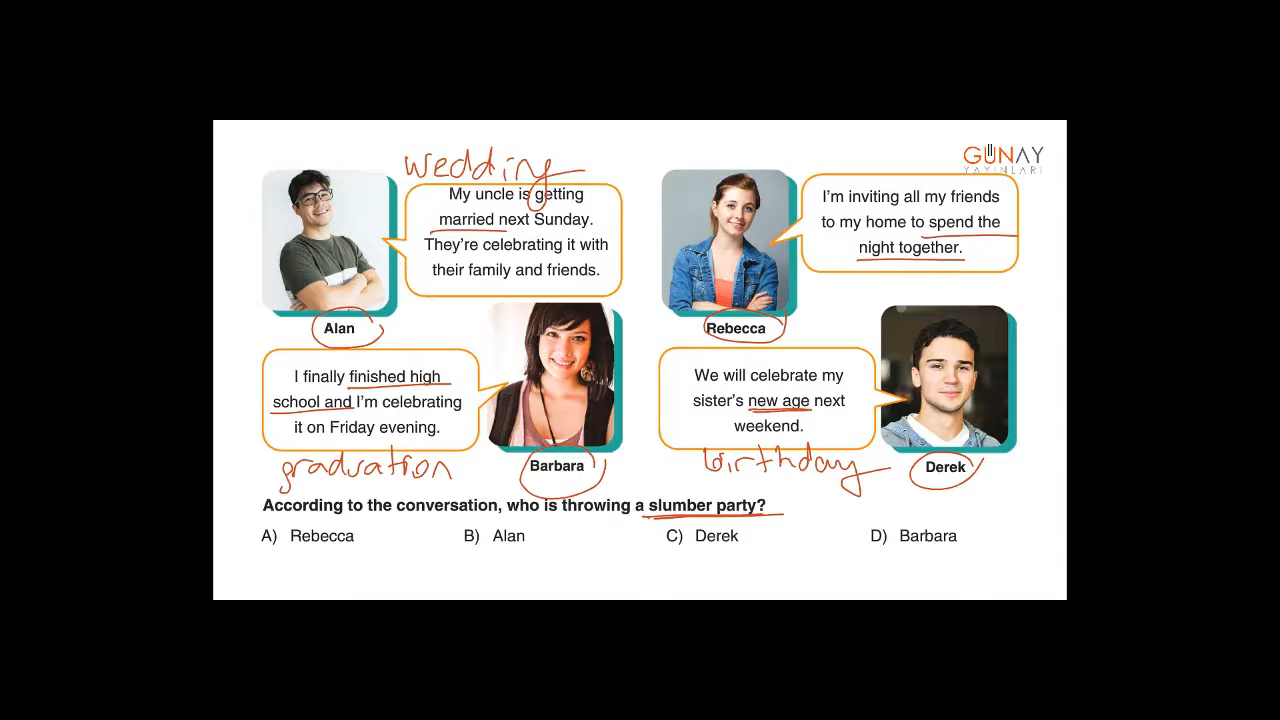 GÜNAY
YAYINLARI
wedding
My uncle is getting
married next Sunday.
They're celebrating it with
their family and friends.
Alan
I'm inviting all my friends
to my home to spend the
night together.
Rebecca
I finally finished high
school and I'm celebrating
it on Friday evening.
graduation
Barbara
We will celebrate my
sister's new age next
weekend.
birthday
Derek
According to the conversation, who is throwing a slumber party?
A) Rebecca B) Alan C) Derek D) Barbara